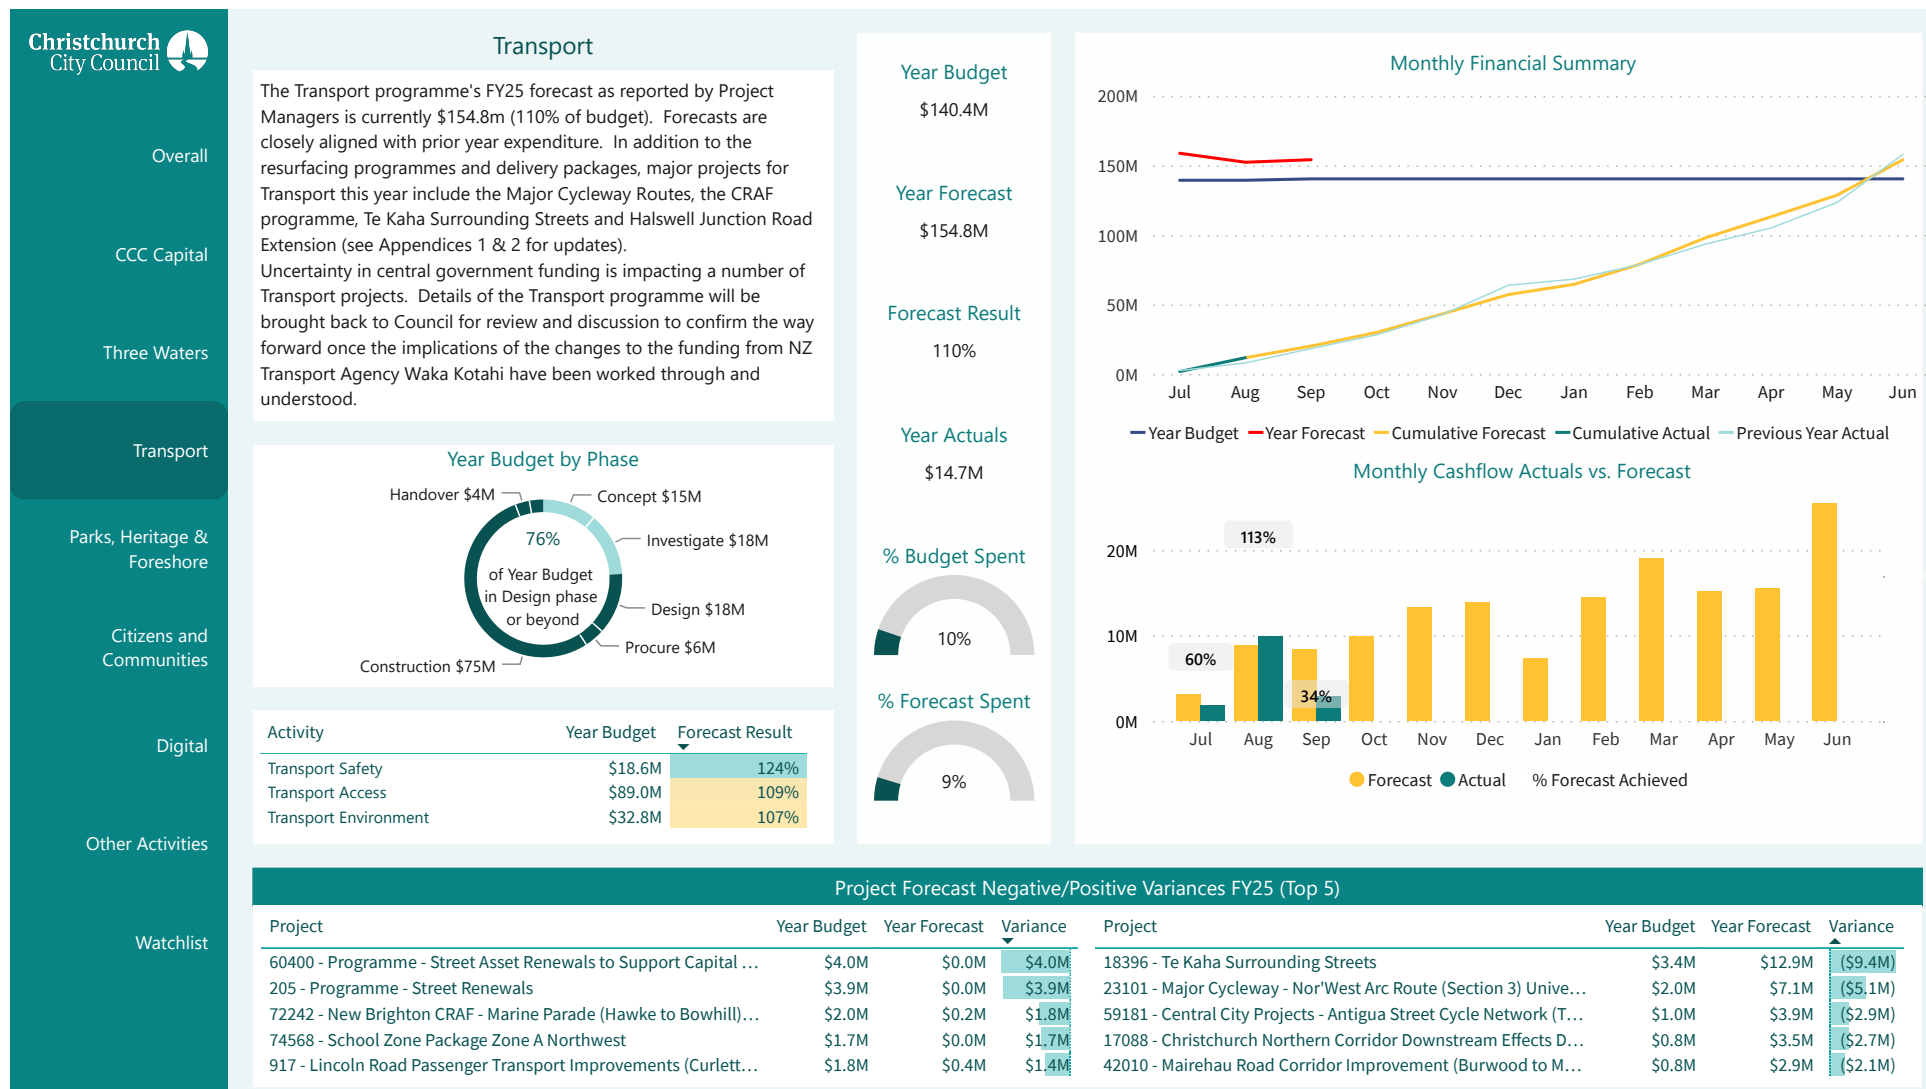 Christchurch
City Council
Overall
CCC Capital
Three Waters
Transport
Parks, Heritage &
Foreshore
Citizens and
Communities
Digital
Other Activities
Watchlist
Transport
The Transport programme's FY25 forecast as reported by Project
Managers is currently $154.8m (110% of budget).  Forecasts are
closely aligned with prior year expenditure.  In addition to the
resurfacing programmes and delivery packages, major projects for
Transport this year include the Major Cycleway Routes, the CRAF
programme, Te Kaha Surrounding Streets and Halswell Junction Road
Extension (see Appendices 1 & 2 for updates).
Uncertainty in central government funding is impacting a number of
Transport projects.  Details of the Transport programme will be
brought back to Council for review and discussion to confirm the way
forward once the implications of the changes to the funding from NZ
Transport Agency Waka Kotahi have been worked through and
understood.
Year Budget by Phase
Handover $4M
Concept $15M
76%
Investigate $18M
of Year Budget
in Design phase
or beyond
Design $18M
Procure $6M
Construction $75M
Activity Year Budget Forecast Result
Transport Safety $18.6M 124%
Transport Access $89.0M 109%
Transport Environment $32.8M 107%
Year Budget
$140.4M
Year Forecast
$154.8M
Forecast Result
110%
Year Actuals
$14.7M
% Budget Spent
10%
% Forecast Spent
9%
Monthly Financial Summary
200M
150M
100M
50M
0M
Jul Aug Sep Oct Nov Dec Jan Feb Mar Apr May Jun
Year Budget Year Forecast Cumulative Forecast Cumulative Actual Previous Year Actual
Monthly Cashflow Actuals vs. Forecast
113%
20M
10M
60%
34%
0M
Jul Aug Sep Oct Nov Dec Jan Feb Mar Apr May Jun
Forecast Actual % Forecast Achieved
Project Forecast Negative/Positive Variances FY25 (Top 5)
Project Year Budget Year Forecast Variance
60400 - Programme - Street Asset Renewals to Support Capital … $4.0M $0.0M $4.0M
205 - Programme - Street Renewals $3.9M $0.0M $3.9M
72242 - New Brighton CRAF - Marine Parade (Hawke to Bowhill)… $2.0M $0.2M $1.8M
74568 - School Zone Package Zone A Northwest $1.7M $0.0M $1.7M
917 - Lincoln Road Passenger Transport Improvements (Curlett… $1.8M $0.4M $1.4M
Project Year Budget Year Forecast Variance
18396 - Te Kaha Surrounding Streets $3.4M $12.9M ($9.4M)
23101 - Major Cycleway - Nor'West Arc Route (Section 3) Unive… $2.0M $7.1M ($5.1M)
59181 - Central City Projects - Antigua Street Cycle Network (T… $1.0M $3.9M ($2.9M)
17088 - Christchurch Northern Corridor Downstream Effects D… $0.8M $3.5M ($2.7M)
42010 - Mairehau Road Corridor Improvement (Burwood to M… $0.8M $2.9M ($2.1M)